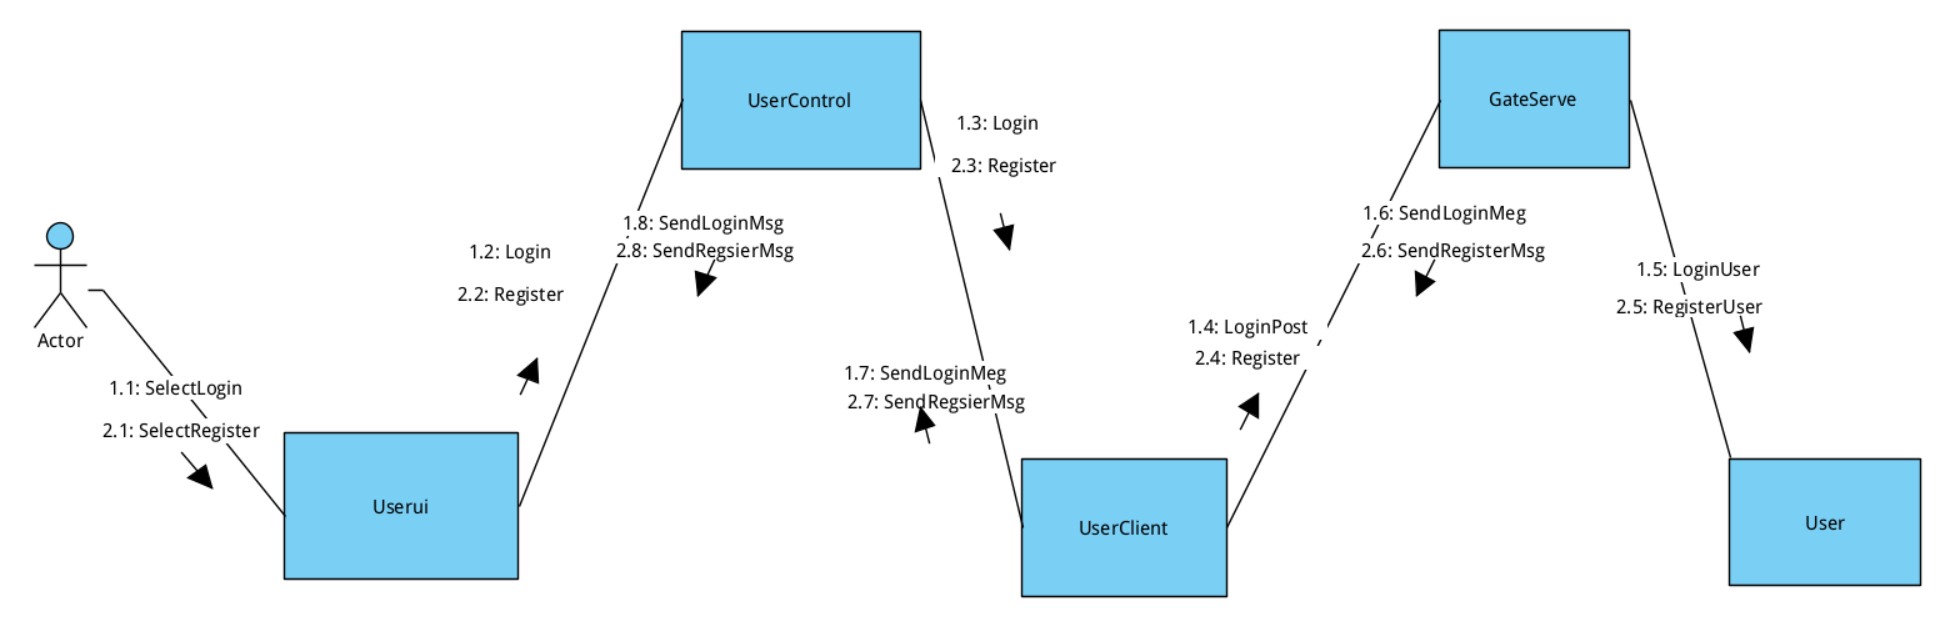 Actor
1.1: SelectLogin
2.1: SelectRegister
Userui
1.2: Login
2.2: Register
1.8: SendLoginMsg
2.8: SendRegsierMsg
UserControl
1.3: Login
2.3: Register
1.7: SendLoginMeg
2.7: SendRegsierMsg
UserClient
1.4: LoginPost
2.4: Register
1.6: SendLoginMeg
2.6: SendRegisterMsg
GateServe
1.5: LoginUser
2.5: RegisterUser
User